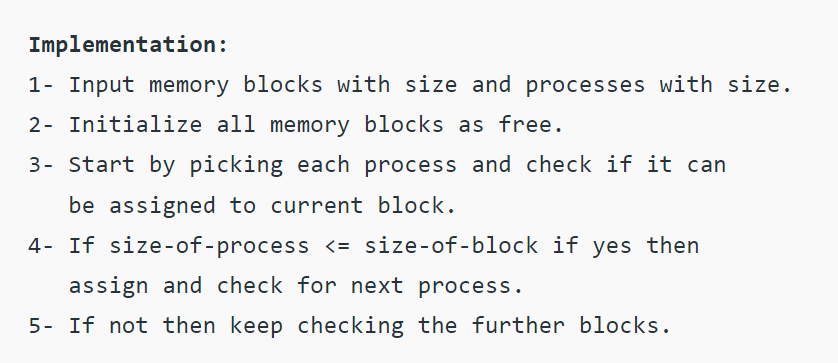 Implementation:
1- Input memory blocks with size and processes with size.
2- Initialize all memory blocks as free.
3- Start by picking each process and check if it can
be assigned to current block.
4- If size-of-process <= size-of-block if yes then
assign and check for next process.
5- If not then keep checking the further blocks.